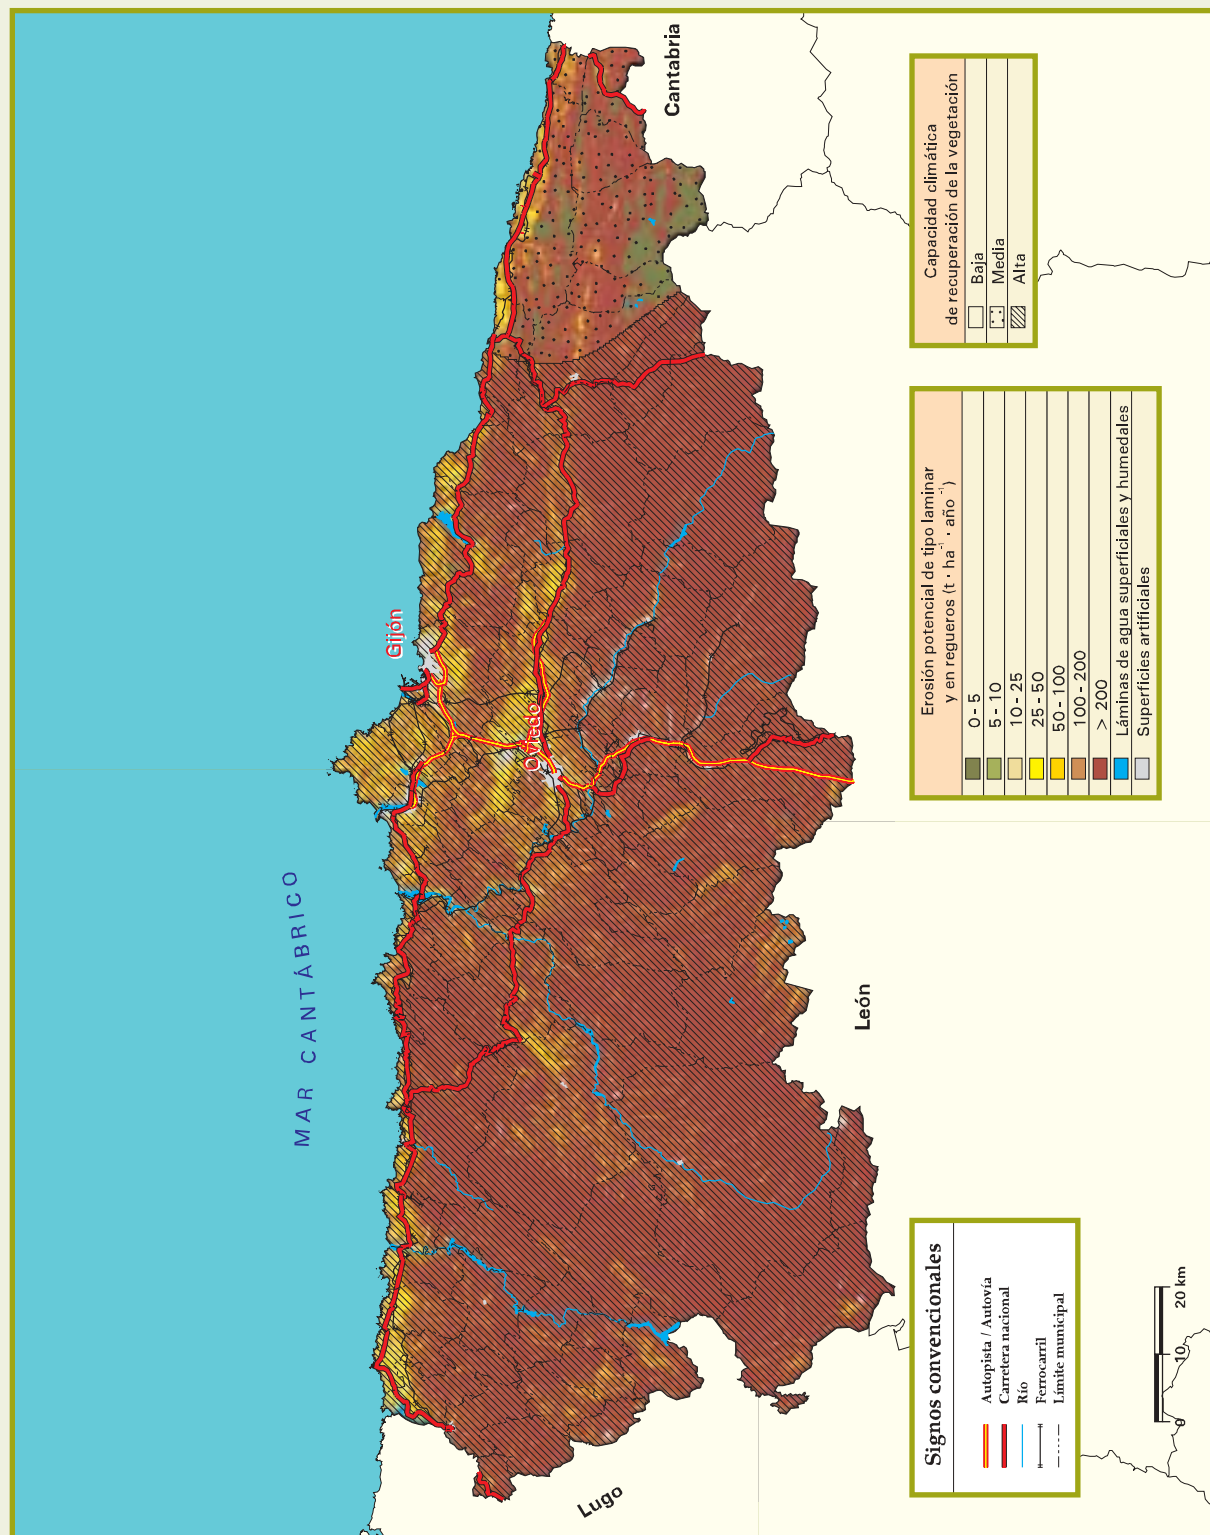 MAR CANTÁBRICO
Gijón
Oviedo
Cantabria
León
Lugo
Signos convencionales
Autopista / Autovía
Carretera nacional
Río
Ferrocarril
Límite municipal
0 10 20 km
Erosión potencial de tipo laminar
y en regueros (t · ha⁻¹ · año⁻¹)
0 - 5
5 - 10
10 - 25
25 - 50
50 - 100
100 - 200
> 200
Láminas de agua superficiales y humedales
Superficies artificiales
Capacidad climática
de recuperación de la vegetación
Baja
Media
Alta